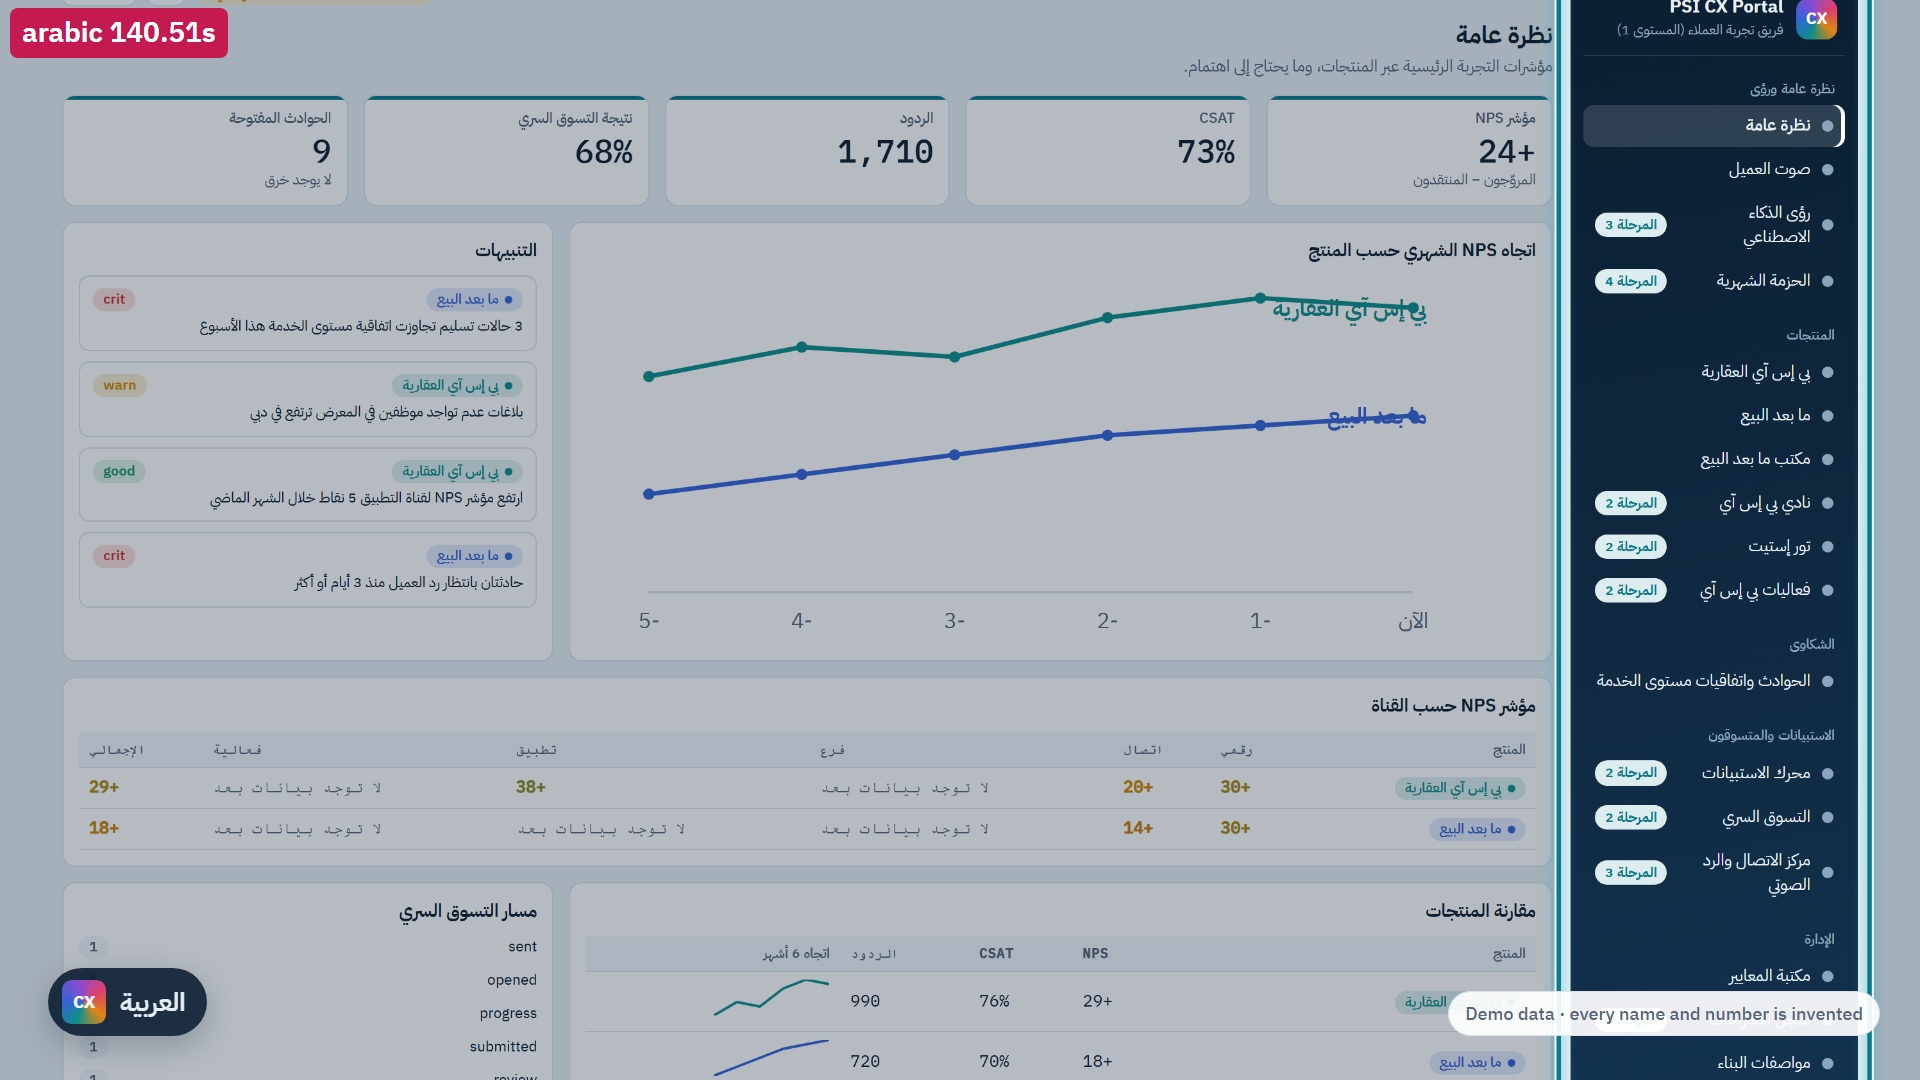 arabic 140.51s
PSI CX Portal
فريق تجربة العملاء (المستوى 1)
CX
نظرة عامة ورؤى
نظرة عامة
صوت العميل
رؤى الذكاء الاصطناعي
المرحلة 3
الحزمة الشهرية
المرحلة 4
المنتجات
بي إس آي العقارية
ما بعد البيع
مكتب ما بعد البيع
نادي بي إس آي
المرحلة 2
تور إستيت
المرحلة 2
فعاليات بي إس آي
المرحلة 2
الشكاوى
الحوادث واتفاقيات مستوى الخدمة
الاستبيانات والمتسوقون
محرك الاستبيانات
المرحلة 2
التسوق السري
المرحلة 2
مركز الاتصال والرد الصوتي
المرحلة 3
الإدارة
مكتبة المعايير
مواصفات البناء
نظرة عامة
مؤشرات التجربة الرئيسية عبر المنتجات، وما يحتاج إلى اهتمام.
مؤشر NPS
24+
المروّجون – المنتقدون
CSAT
73%
الردود
1,710
نتيجة التسوق السري
68%
الحوادث المفتوحة
9
لا يوجد خرق
اتجاه NPS الشهري حسب المنتج
بي إس آي العقارية
ما بعد البيع
5-
4-
3-
2-
1-
الآن
التنبيهات
ما بعد البيع
crit
3 حالات تسليم تجاوزت اتفاقية مستوى الخدمة هذا الأسبوع
بي إس آي العقارية
warn
بلاغات عدم تواجد موظفين في المعرض ترتفع في دبي
بي إس آي العقارية
good
ارتفع مؤشر NPS لقناة التطبيق 5 نقاط خلال الشهر الماضي
ما بعد البيع
crit
حادثتان بانتظار رد العميل منذ 3 أيام أو أكثر
مؤشر NPS حسب القناة
المنتج رقمي اتصال فرع تطبيق فعالية الإجمالي
بي إس آي العقارية 30+ 20+ لا توجد بيانات بعد 38+ لا توجد بيانات بعد 29+
ما بعد البيع 30+ 14+ لا توجد بيانات بعد لا توجد بيانات بعد لا توجد بيانات بعد 18+
مقارنة المنتجات
المنتج NPS CSAT الردود اتجاه 6 أشهر
العقارية 29+ 76% 990
ما بعد البيع 18+ 70% 720
مسار التسوق السري
sent 1
opened
progress
submitted 1
review
CX العربية
Demo data · every name and number is invented